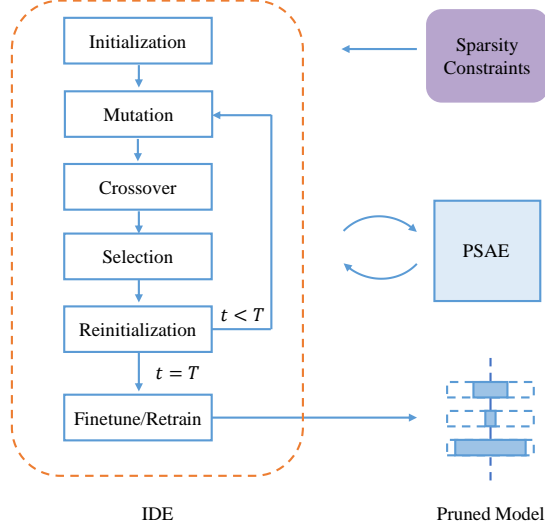 Initialization
Sparsity
Constraints
Mutation
Crossover
Selection
PSAE
Reinitialization
t < T
t = T
Finetune/Retrain
IDE
Pruned Model